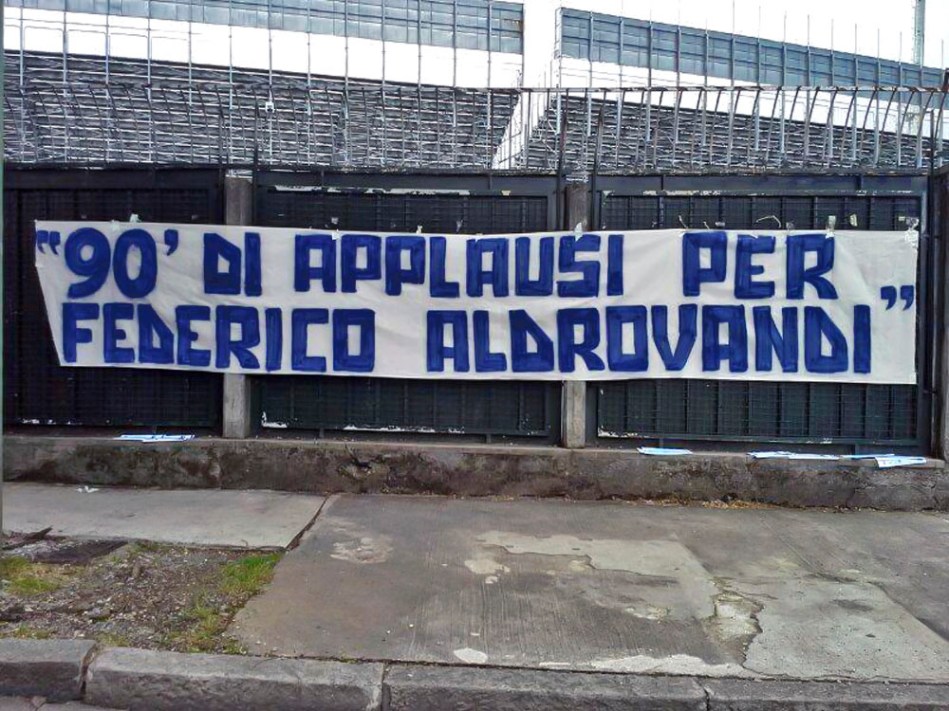 "90' DI APPLAUSI PER
FEDERICO ALDROVANDI"